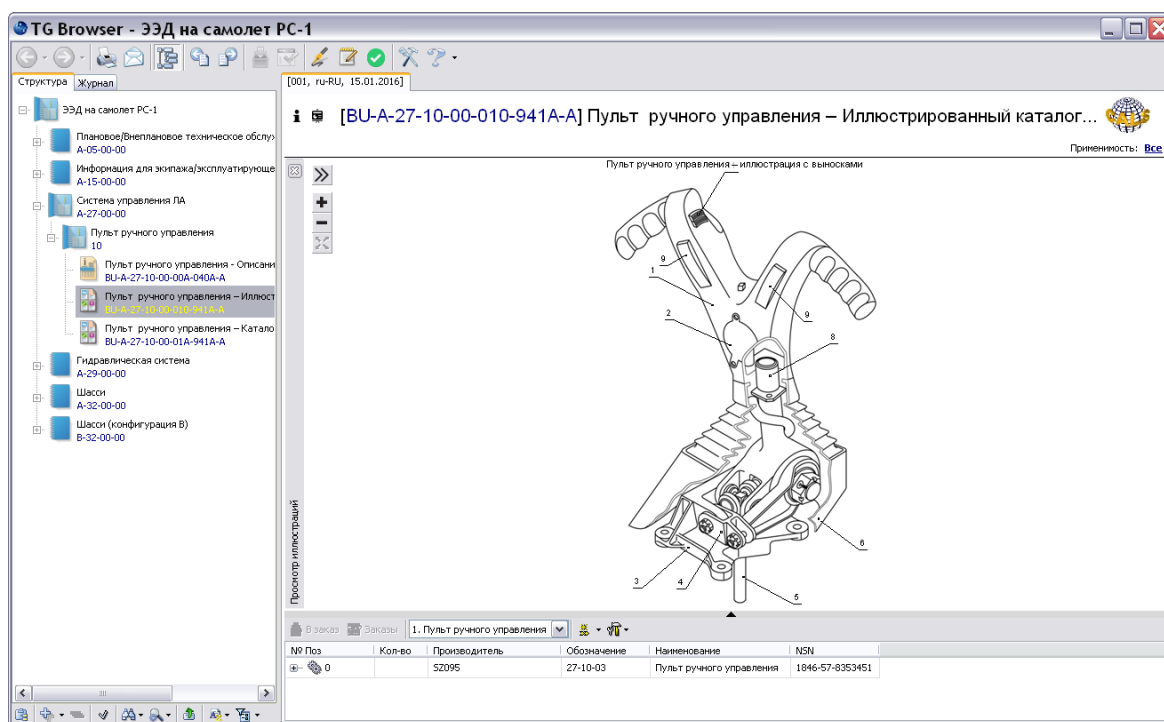 TG Browser - ЭЭД на самолет РС-1
Структура
Журнал
[001, ru-RU, 15.01.2016]
ЭЭД на самолет РС-1
Плановое/Внеплановое техническое обслу
A-05-00-00
Информация для экипажа/эксплуатирующе
A-15-00-00
Система управления ЛА
A-27-00-00
Пульт ручного управления
10
Пульт ручного управления - Описани
BU-A-27-10-00-00A-040A-A
Пульт ручного управления – Иллюст
BU-A-27-10-00-010-941A-A
Пульт ручного управления – Катало
BU-A-27-10-00-01A-941A-A
Гидравлическая система
A-29-00-00
Шасси
A-32-00-00
Шасси (конфигурация B)
B-32-00-00
[BU-A-27-10-00-010-941A-A] Пульт ручного управления – Иллюстрированный каталог...
CALS
Применимость: Все
Пульт ручного управления – иллюстрация с выносками
9
1
2
9
8
6
3
4
5
Просмотр иллюстраций
В заказ
Заказы
1. Пульт ручного управления
№ Поз Кол-во Производитель Обозначение Наименование NSN
0 SZ095 27-10-03 Пульт ручного управления 1846-57-8353451